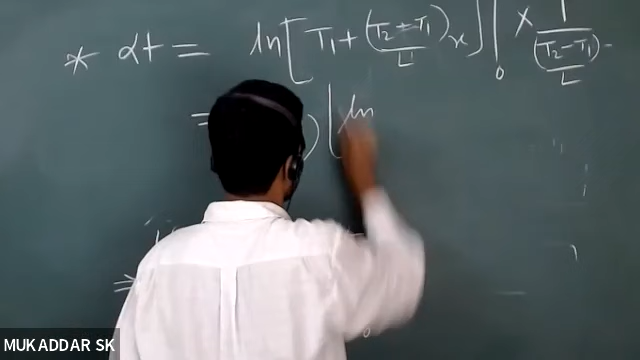 * αt = ln[T₁ + (T₂ - T₁)/L x]|₀ × 1/((T₂ - T₁)/L)
= ) [ln
MUKADDAR SK